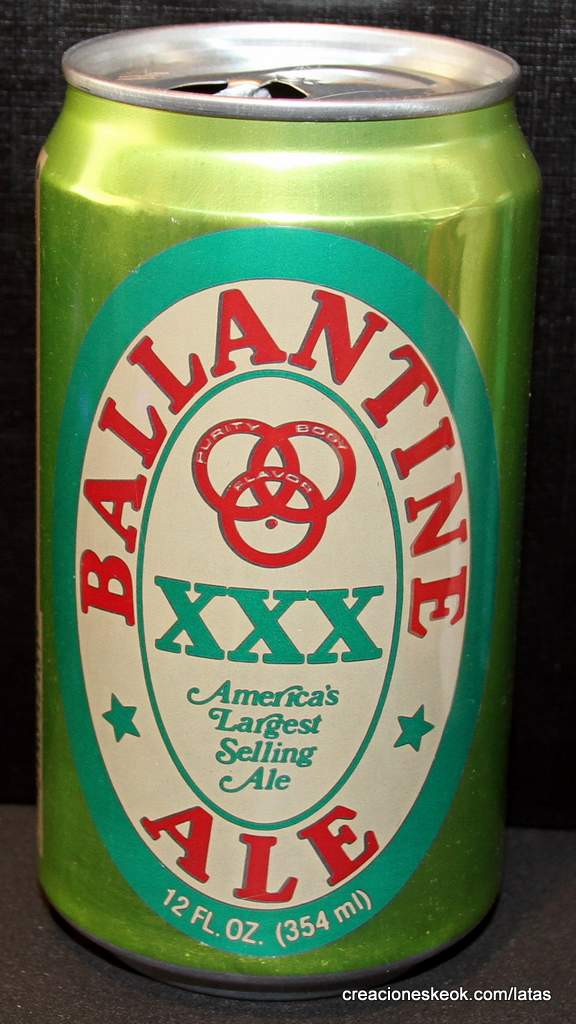 BALLANTINE
PURITY BODY
FLAVOR
XXX
America's
Largest
Selling
Ale
ALE
12 FL. OZ. (354 ml)
creacioneskeok.com/latas